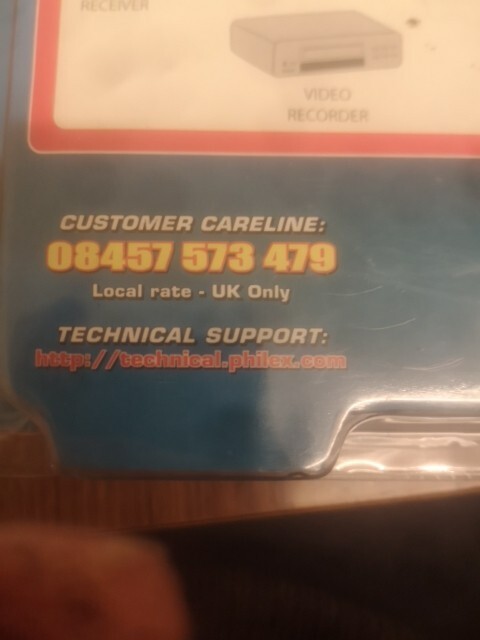 RECEIVER
VIDEO
RECORDER
CUSTOMER CARELINE:
08457 573 479
Local rate - UK Only
TECHNICAL SUPPORT:
http://technical.philex.com